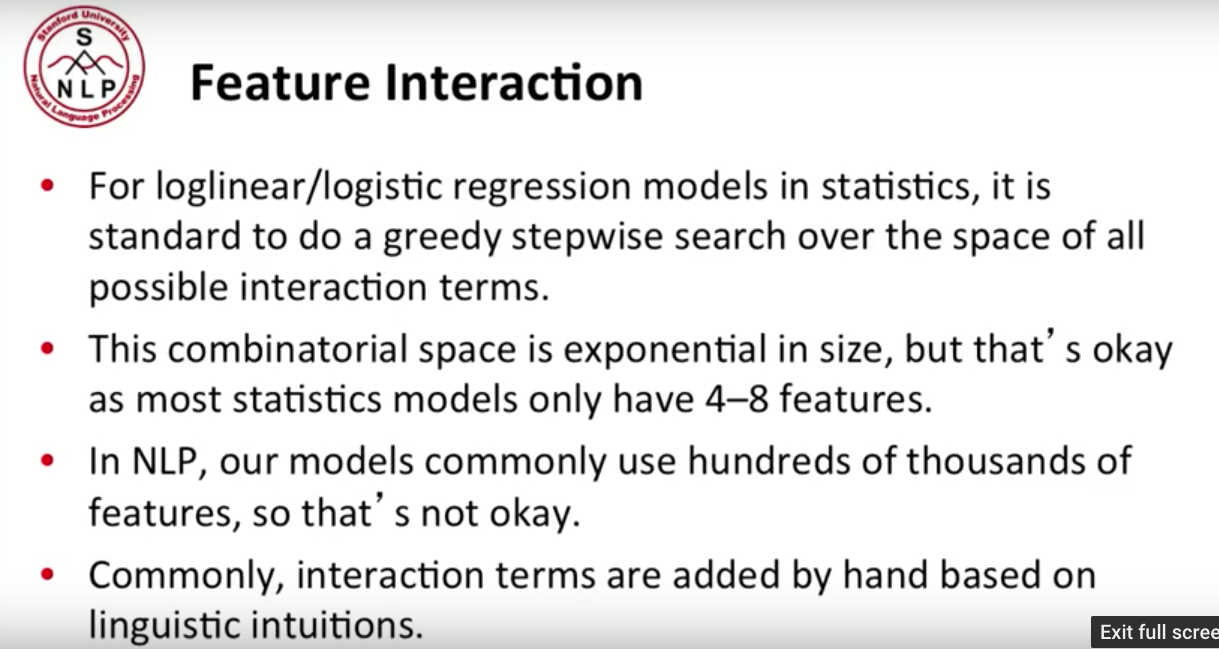 Stanford University
S
NLP
Natural Language Processing
Feature Interaction
• For loglinear/logistic regression models in statistics, it is
standard to do a greedy stepwise search over the space of all
possible interaction terms.
• This combinatorial space is exponential in size, but that’s okay
as most statistics models only have 4–8 features.
• In NLP, our models commonly use hundreds of thousands of
features, so that’s not okay.
• Commonly, interaction terms are added by hand based on
linguistic intuitions.
Exit full scree